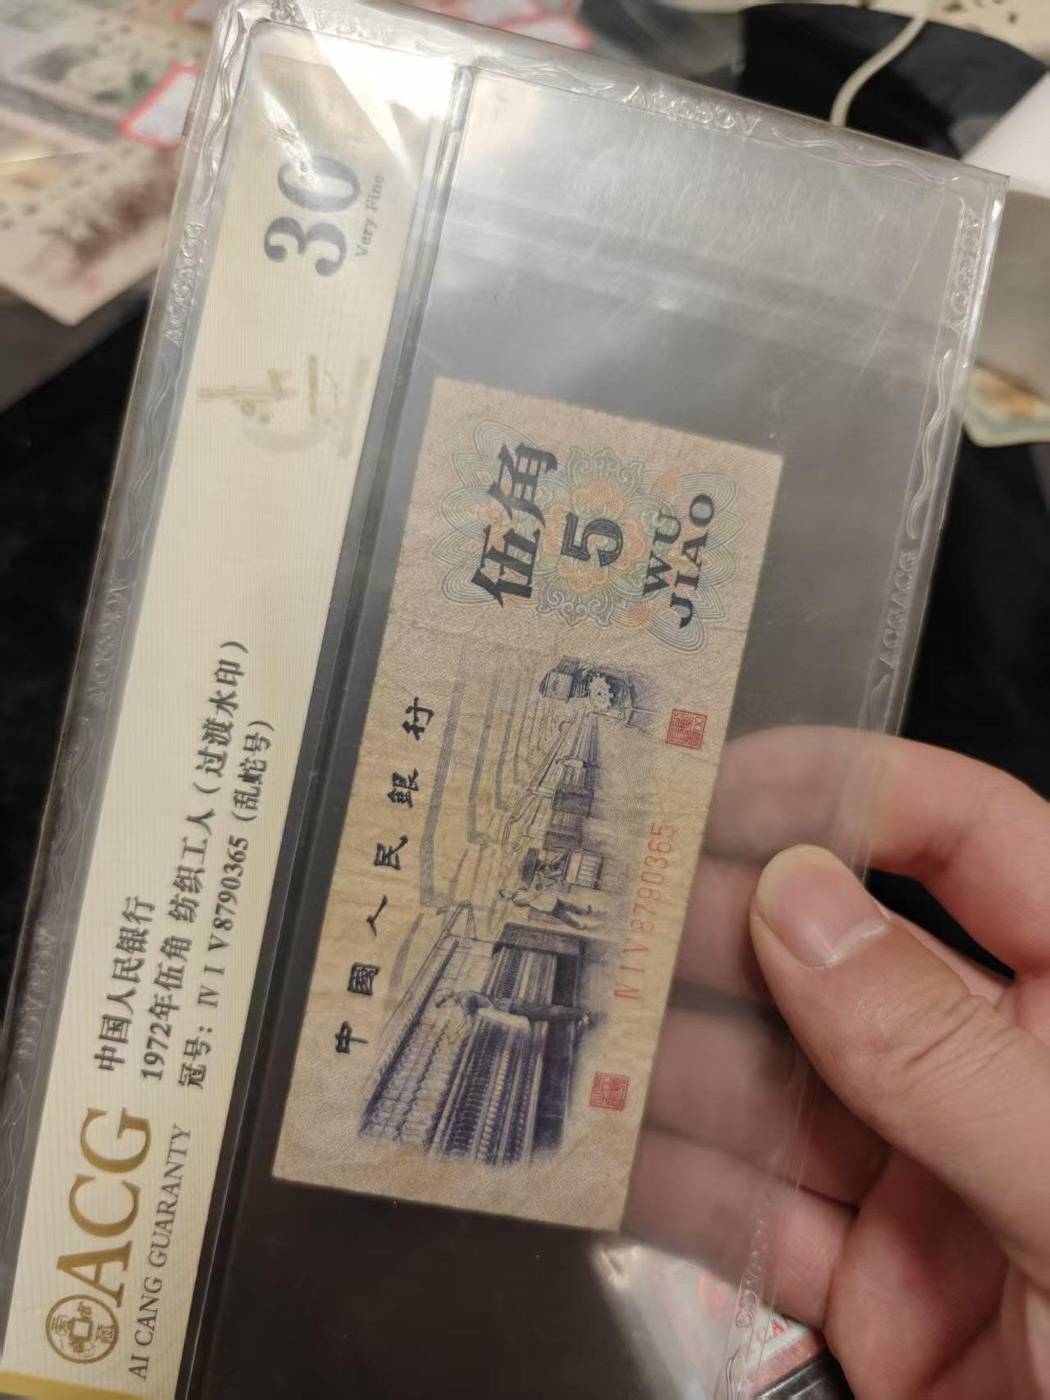 ACG
AI CANG GUARANTY
中国人民银行
1972年伍角 纺织工人（过渡水印）
冠号：Ⅳ Ⅰ Ⅴ8790365（乱蛇号）
30
Very Fine
中國人民銀行
伍角
5
WU
JIAO
Ⅳ Ⅰ Ⅴ 8790365